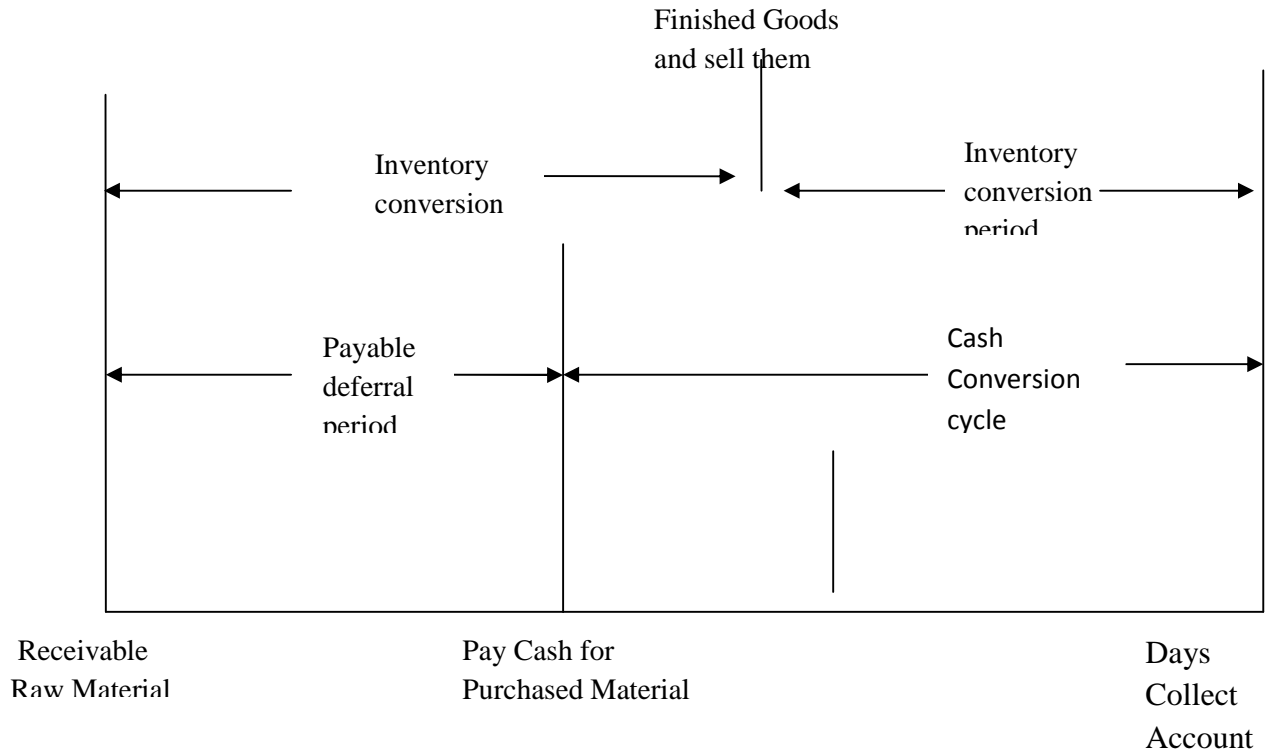 Finished Goods
and sell them
Inventory
conversion
Inventory
conversion
period
Payable
deferral
period
Cash
Conversion
cycle
Receivable
Raw Material
Pay Cash for
Purchased Material
Days
Collect
Account